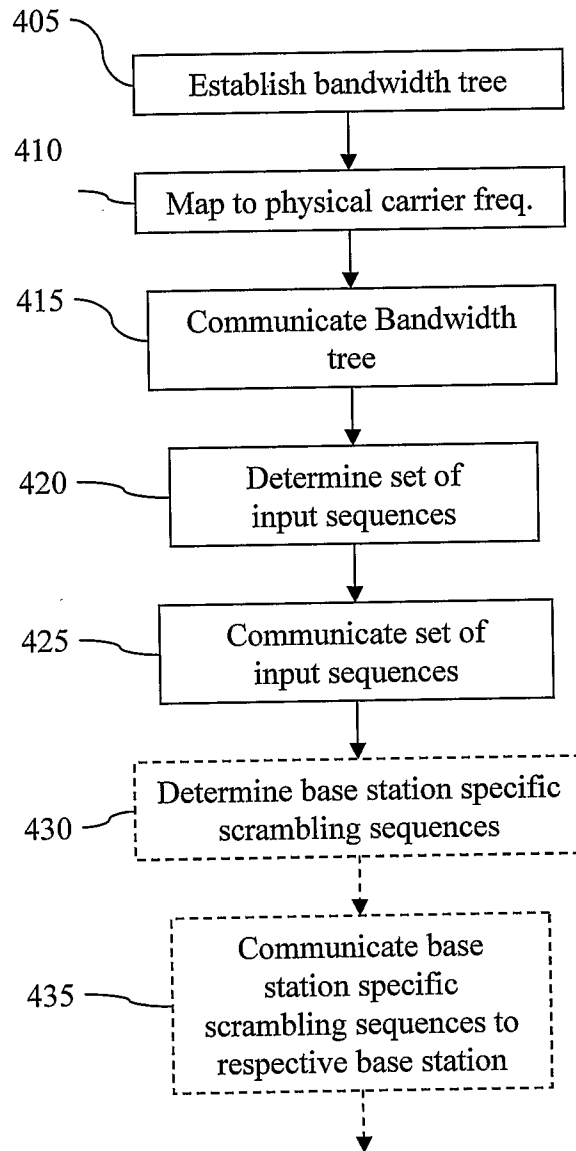 405
Establish bandwidth tree
410
Map to physical carrier freq.
415
Communicate Bandwidth
tree
420
Determine set of
input sequences
425
Communicate set of
input sequences
430
Determine base station specific
scrambling sequences
435
Communicate base
station specific
scrambling sequences to
respective base station